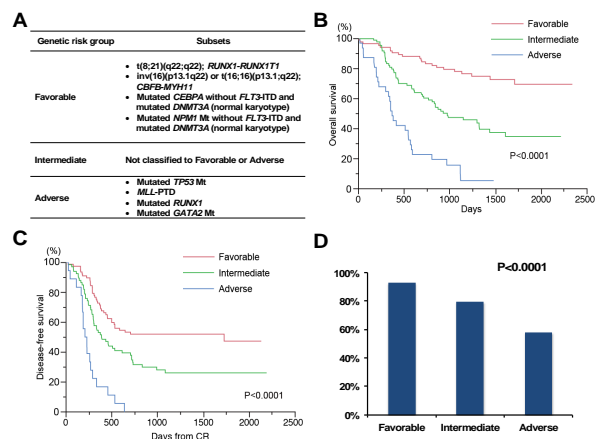 A
Genetic risk group Subsets
Favorable
• t(8;21)(q22;q22); RUNX1-RUNX1T1
• inv(16)(p13.1q22) or t(16;16)(p13.1;q22);
CBFB-MYH11
• Mutated CEBPA without FLT3-ITD and
mutated DNMT3A (normal karyotype)
• Mutated NPM1 Mt without FLT3-ITD and
mutated DNMT3A (normal karyotype)
Intermediate Not classified to Favorable or Adverse
Adverse
• Mutated TP53 Mt
• MLL-PTD
• Mutated RUNX1
• Mutated GATA2 Mt
B
(%)
100
80
60
40
20
0
Overall survival
Favorable
Intermediate
Adverse
P<0.0001
0 500 1000 1500 2000 2500
Days
C
(%)
100
80
60
40
20
0
Disease-free survival
Favorable
Intermediate
Adverse
P<0.0001
0 500 1000 1500 2000 2500
Days from CR
D
P<0.0001
100%
80%
60%
40%
20%
0%
Favorable Intermediate Adverse